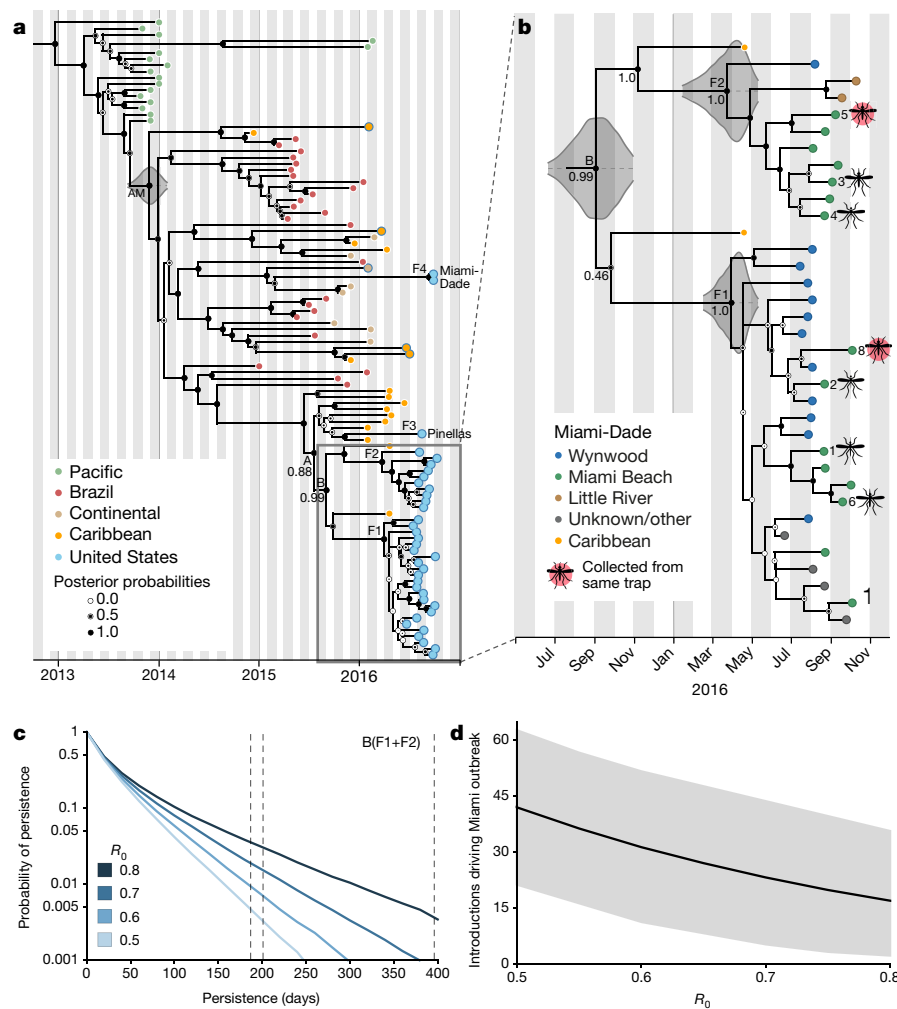 a
AM
F4
Miami-
Dade
F3
Pinellas
A
0.88
B
0.99
F2
F1
Pacific
Brazil
Continental
Caribbean
United States
Posterior probabilities
0.0
0.5
1.0
2013
2014
2015
2016
b
1.0
F2
1.0
B
0.99
0.46
F1
1.0
5
3
4
8
2
1
6
1
Miami-Dade
Wynwood
Miami Beach
Little River
Unknown/other
Caribbean
Collected from
same trap
Jul
Sep
Nov
Jan
Mar
May
Jul
Sep
Nov
2016
c
B(F1+F2)
Probability of persistence
1
0.5
0.1
0.05
0.01
0.005
0.001
R0
0.8
0.7
0.6
0.5
0
50
100
150
200
250
300
350
400
Persistence (days)
d
Introductions driving Miami outbreak
60
45
30
15
0
0.5
0.6
0.7
0.8
R0